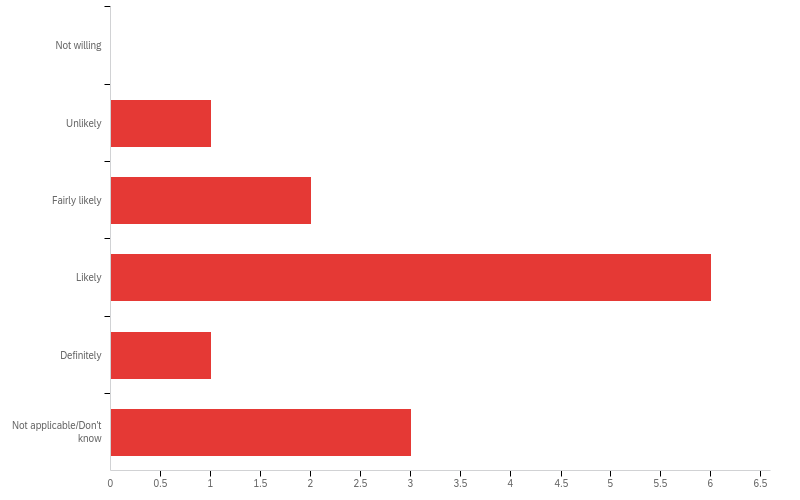 Not willing
Unlikely
Fairly likely
Likely
Definitely
Not applicable/Don't
know
0 0.5 1 1.5 2 2.5 3 3.5 4 4.5 5 5.5 6 6.5